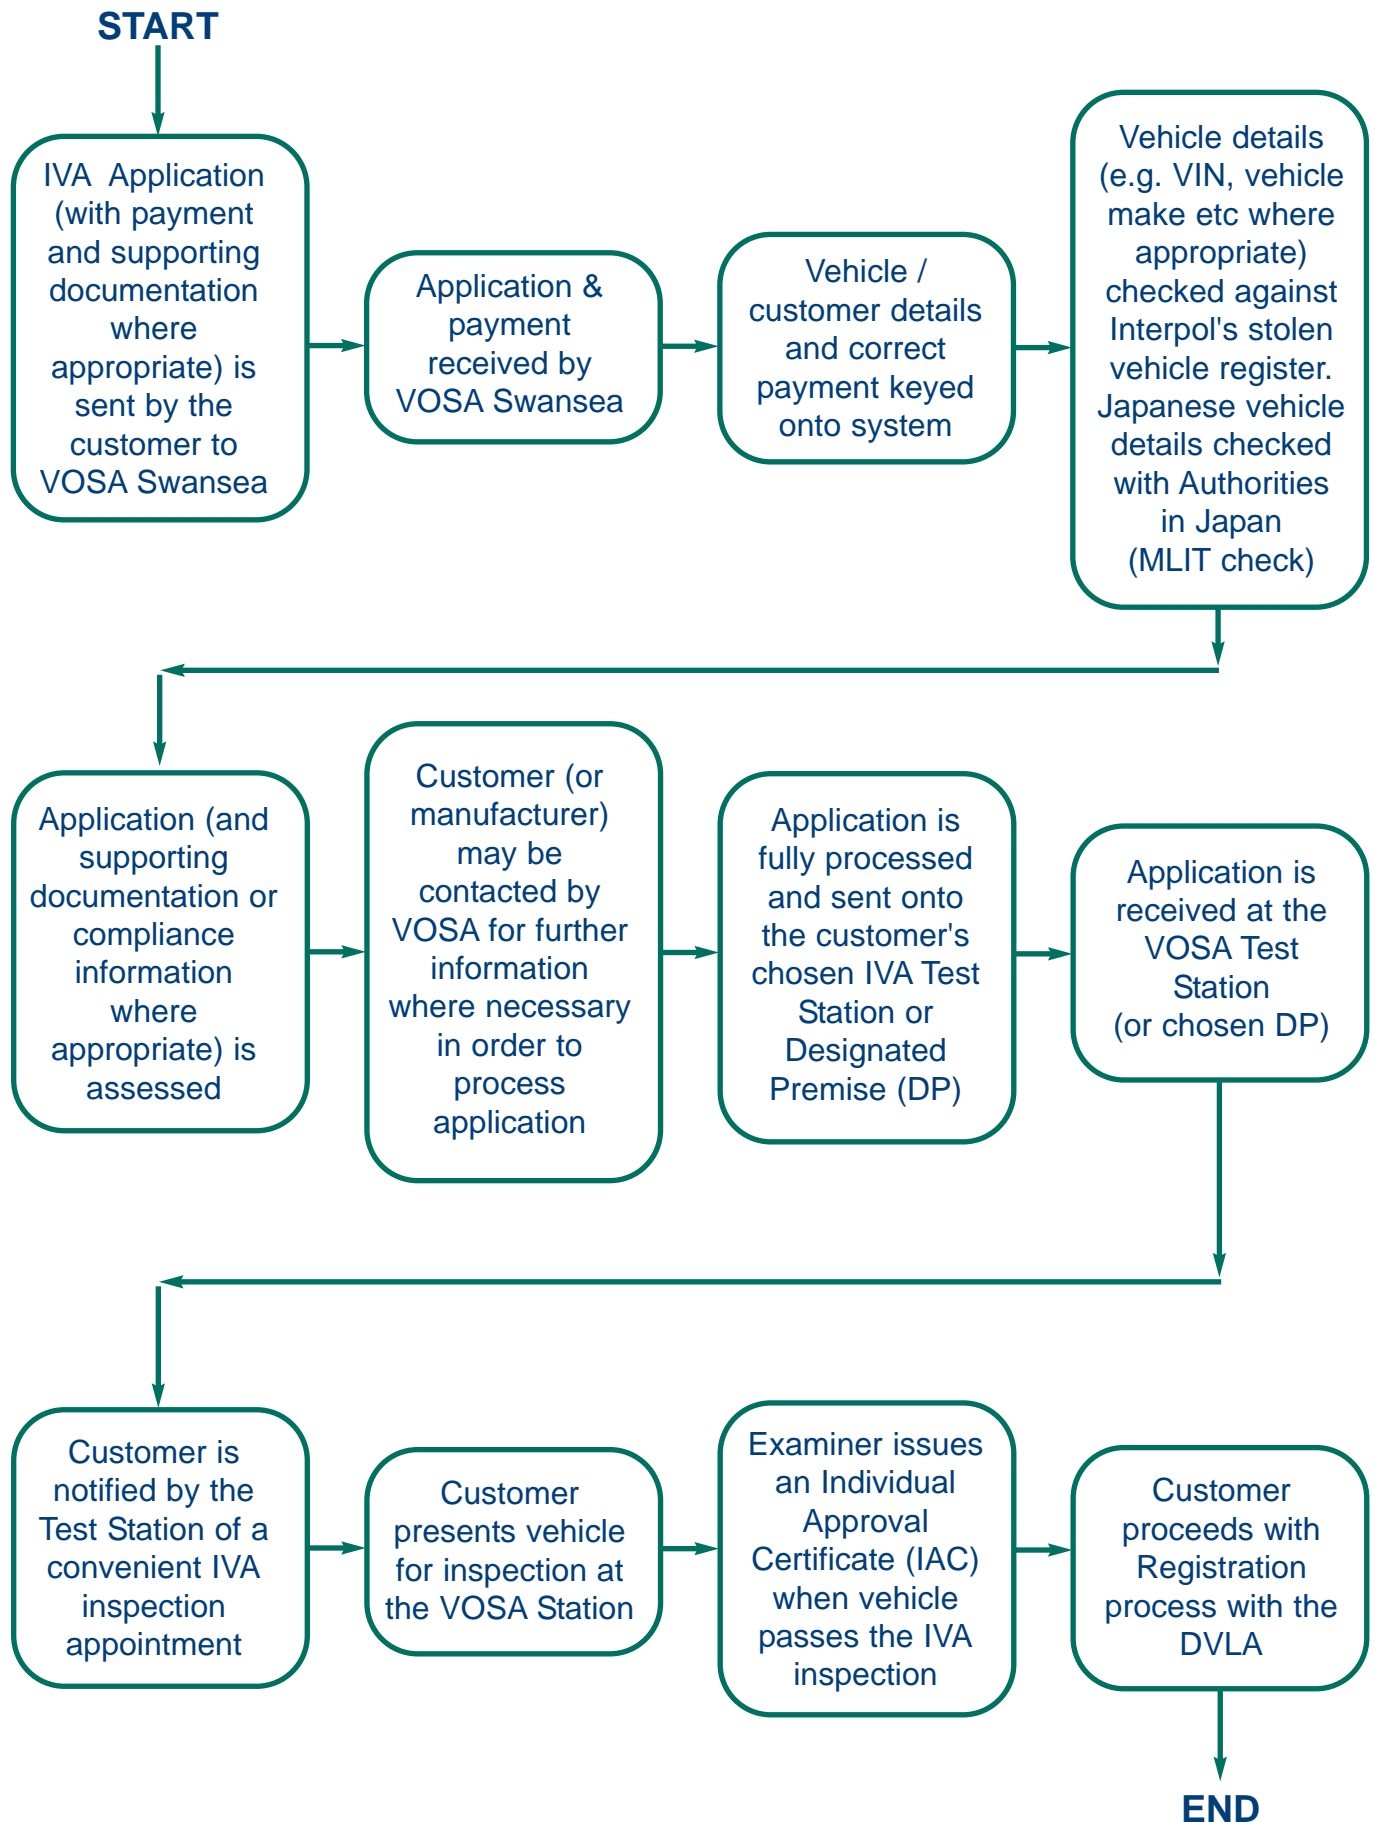 START
IVA Application
(with payment
and supporting
documentation
where
appropriate) is
sent by the
customer to
VOSA Swansea
Application &
payment
received by
VOSA Swansea
Vehicle /
customer details
and correct
payment keyed
onto system
Vehicle details
(e.g. VIN, vehicle
make etc where
appropriate)
checked against
Interpol's stolen
vehicle register.
Japanese vehicle
details checked
with Authorities
in Japan
(MLIT check)
Application (and
supporting
documentation or
compliance
information
where
appropriate) is
assessed
Customer (or
manufacturer)
may be
contacted by
VOSA for further
information
where necessary
in order to
process
application
Application is
fully processed
and sent onto
the customer's
chosen IVA Test
Station or
Designated
Premise (DP)
Application is
received at the
VOSA Test
Station
(or chosen DP)
Customer is
notified by the
Test Station of a
convenient IVA
inspection
appointment
Customer
presents vehicle
for inspection at
the VOSA Station
Examiner issues
an Individual
Approval
Certificate (IAC)
when vehicle
passes the IVA
inspection
Customer
proceeds with
Registration
process with the
DVLA
END